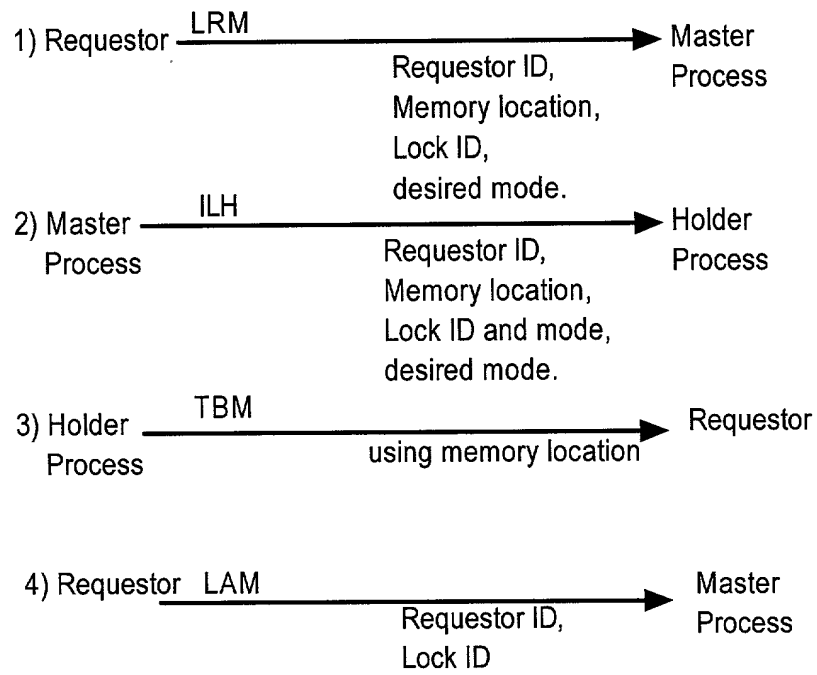 1) Requestor LRM Master
Process
Requestor ID,
Memory location,
Lock ID,
desired mode.
2) Master ILH Holder
Process Process
Requestor ID,
Memory location,
Lock ID and mode,
desired mode.
3) Holder TBM Requestor
Process using memory location
4) Requestor LAM Master
Process
Requestor ID,
Lock ID